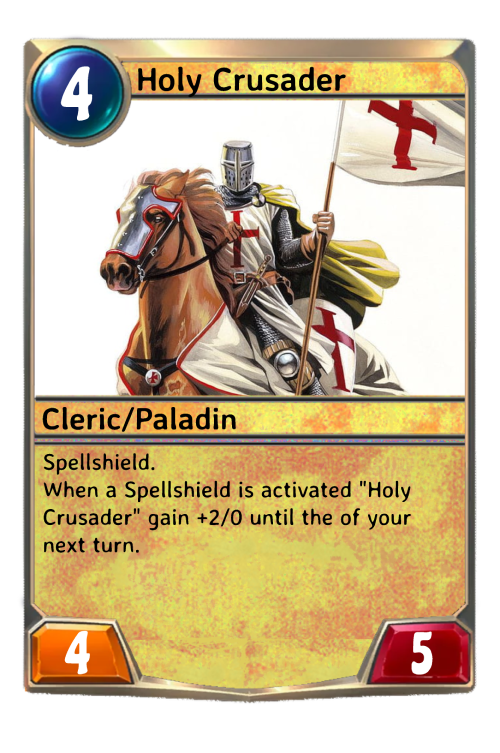 4
Holy Crusader
Cleric/Paladin
Spellshield.
When a Spellshield is activated "Holy
Crusader" gain +2/0 until the of your
next turn.
4
5